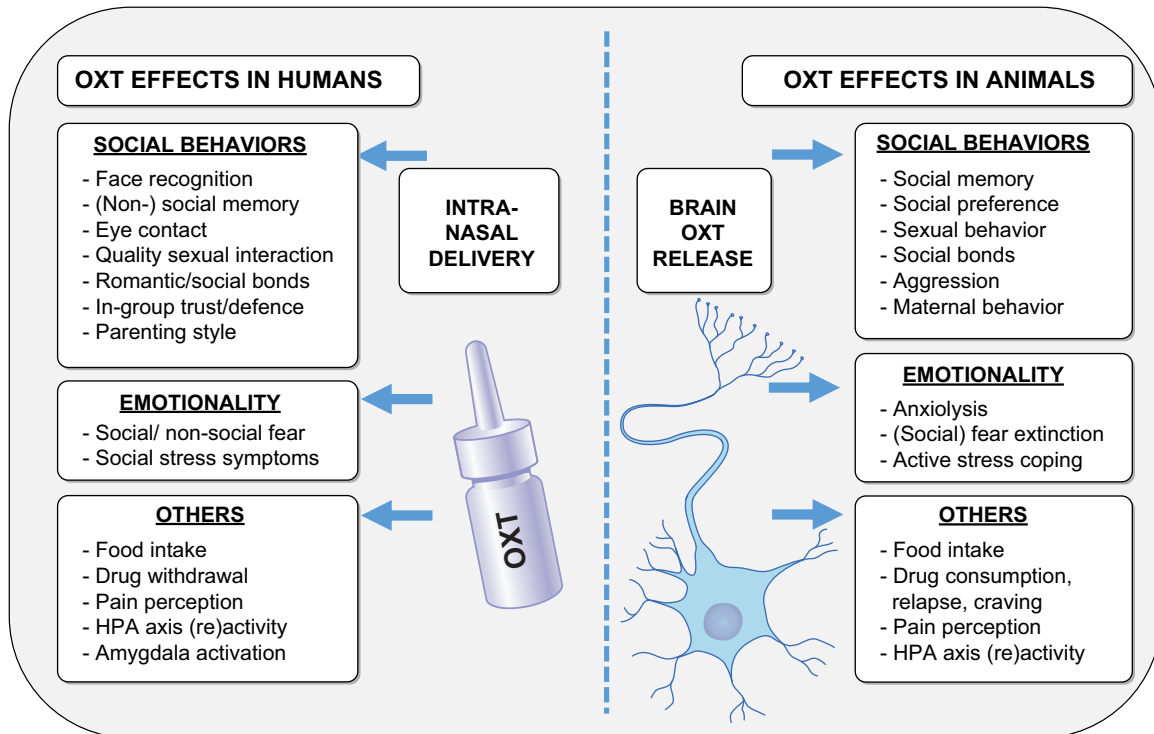 OXT EFFECTS IN HUMANS
SOCIAL BEHAVIORS
- Face recognition
- (Non-) social memory
- Eye contact
- Quality sexual interaction
- Romantic/social bonds
- In-group trust/defence
- Parenting style
EMOTIONALITY
- Social/ non-social fear
- Social stress symptoms
OTHERS
- Food intake
- Drug withdrawal
- Pain perception
- HPA axis (re)activity
- Amygdala activation
INTRA-
NASAL
DELIVERY
OXT
BRAIN
OXT
RELEASE
OXT EFFECTS IN ANIMALS
SOCIAL BEHAVIORS
- Social memory
- Social preference
- Sexual behavior
- Social bonds
- Aggression
- Maternal behavior
EMOTIONALITY
- Anxiolysis
- (Social) fear extinction
- Active stress coping
OTHERS
- Food intake
- Drug consumption,
relapse, craving
- Pain perception
- HPA axis (re)activity